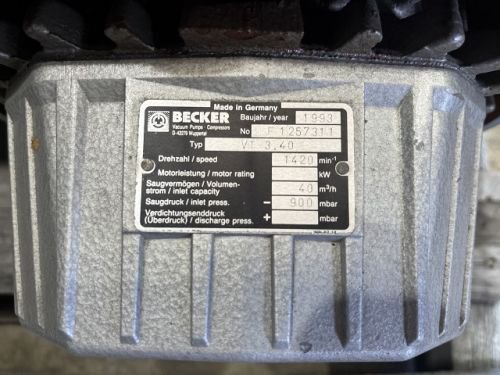 Made in Germany
BECKER Baujahr / year 1993
Vacuum Pumps · Compressors No F 1257311
D-42279 Wuppertal
Typ VT 3.40
Drehzahl / speed 1420 min-1
Motorleistung / motor rating kW
Saugvermögen / Volumen-
strom / inlet capacity 40 m³/h
Saugdruck / inlet press. − 900 mbar
Verdichtungsenddruck
(Überdruck) / discharge press. + mbar